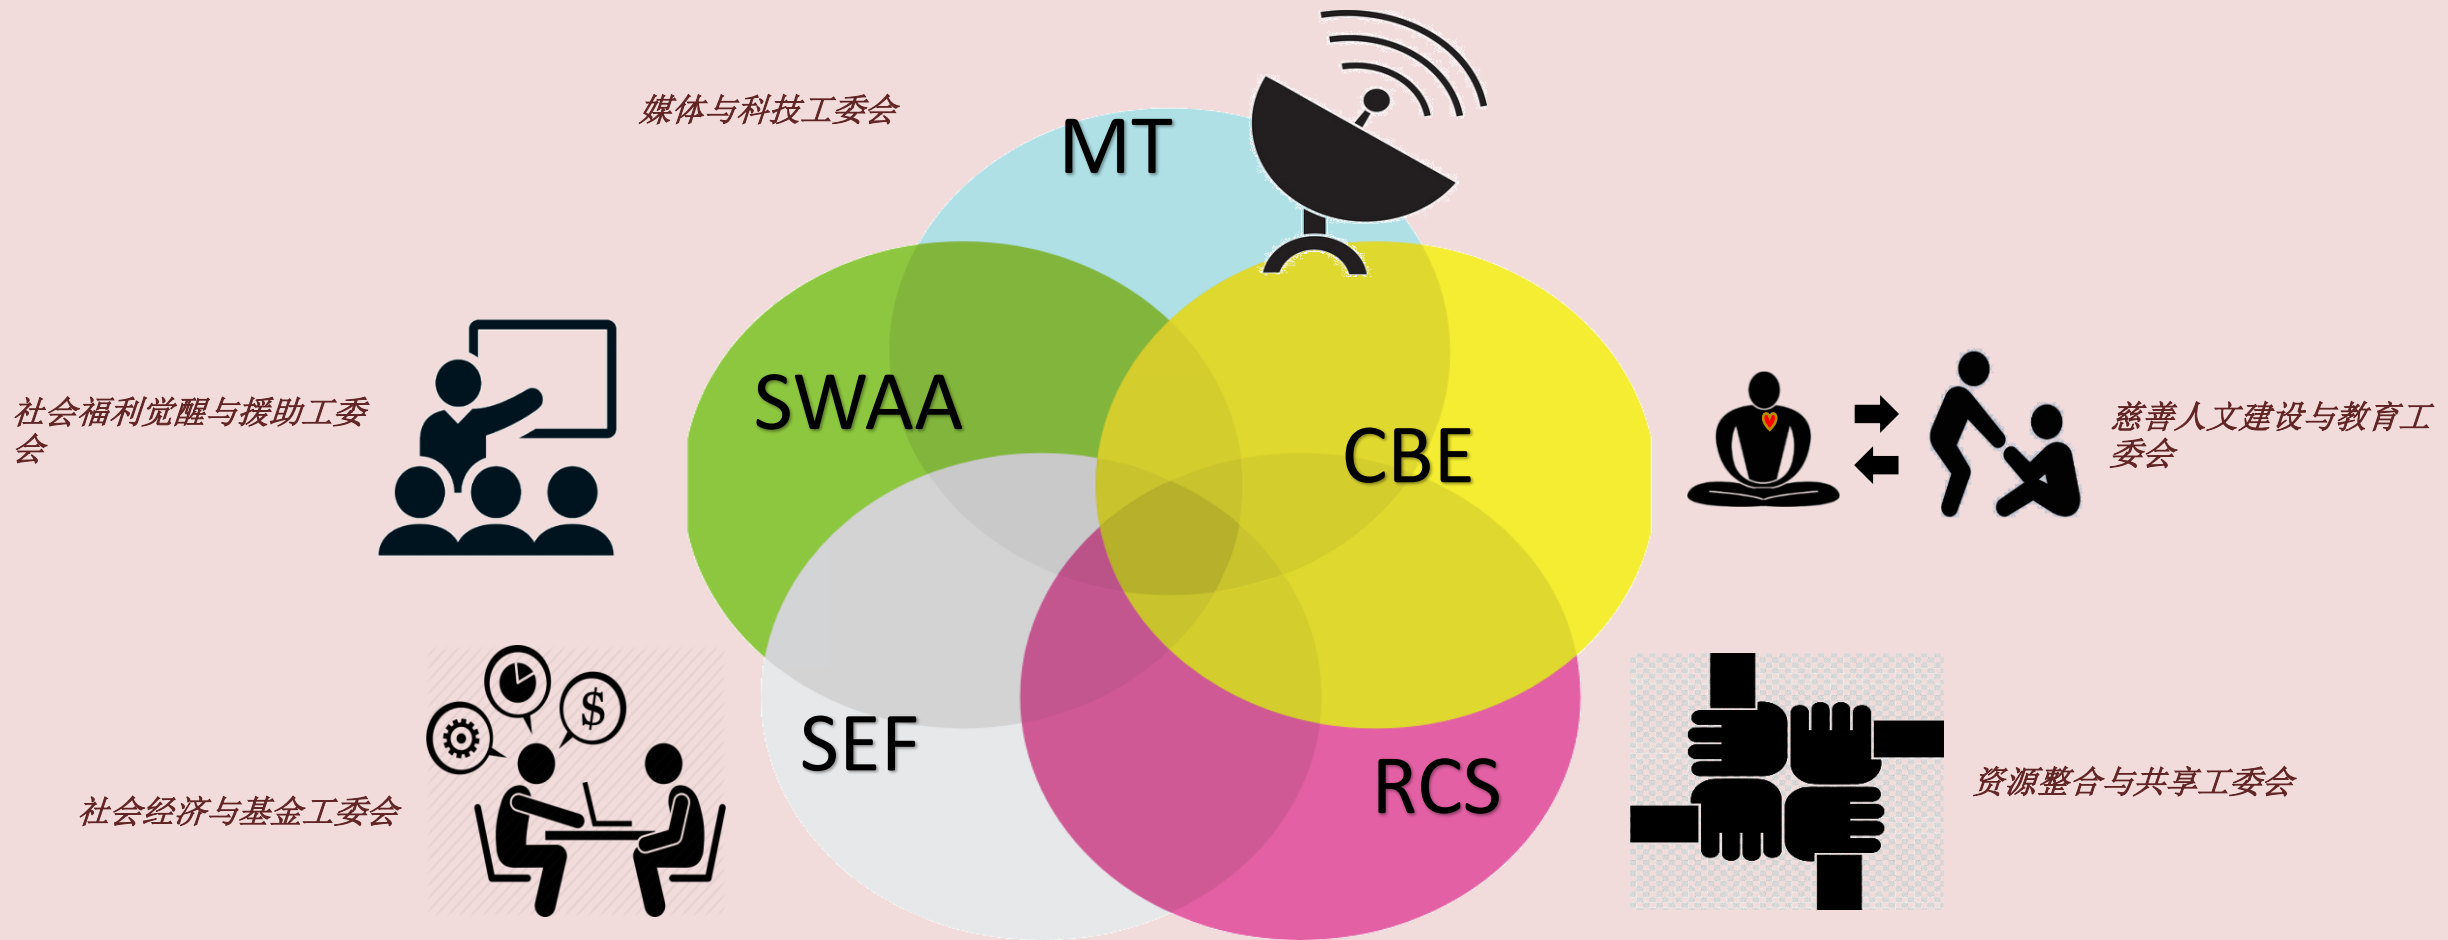 媒体与科技工委会
MT
社会福利觉醒与援助工委
会
SWAA
CBE
慈善人文建设与教育工
委会
$
SEF
RCS
社会经济与基金工委会
资源整合与共享工委会